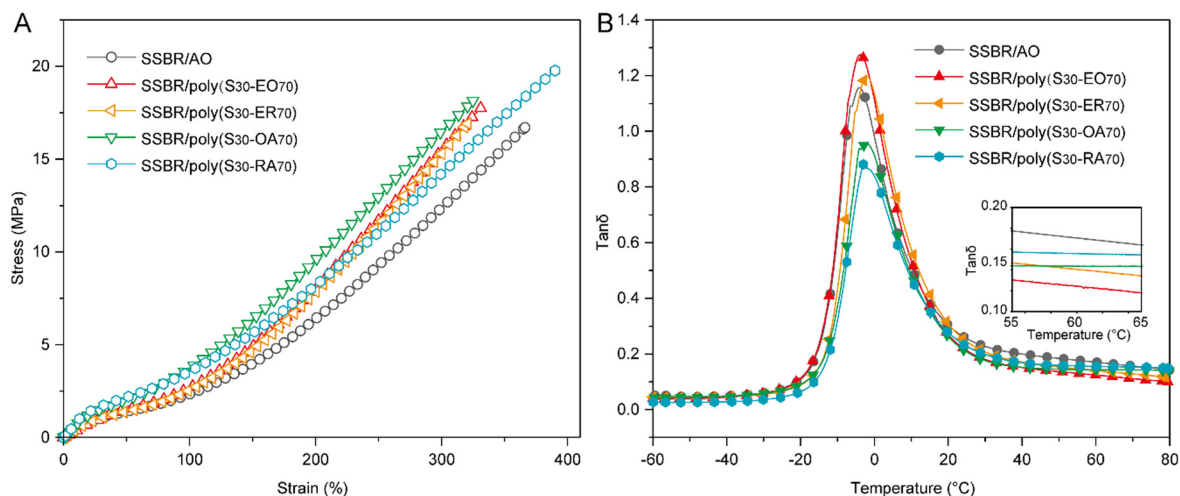 A
SSBR/AO
SSBR/poly(S30-EO70)
SSBR/poly(S30-ER70)
SSBR/poly(S30-OA70)
SSBR/poly(S30-RA70)
Stress (MPa)
20
15
10
5
0
0 100 200 300 400
Strain (%)
B
SSBR/AO
SSBR/poly(S30-EO70)
SSBR/poly(S30-ER70)
SSBR/poly(S30-OA70)
SSBR/poly(S30-RA70)
Tanδ
1.4
1.2
1.0
0.8
0.6
0.4
0.2
0.0
-60 -40 -20 0 20 40 60 80
Temperature (°C)
Tanδ
0.20
0.15
0.10
55 60 65
Temperature (°C)